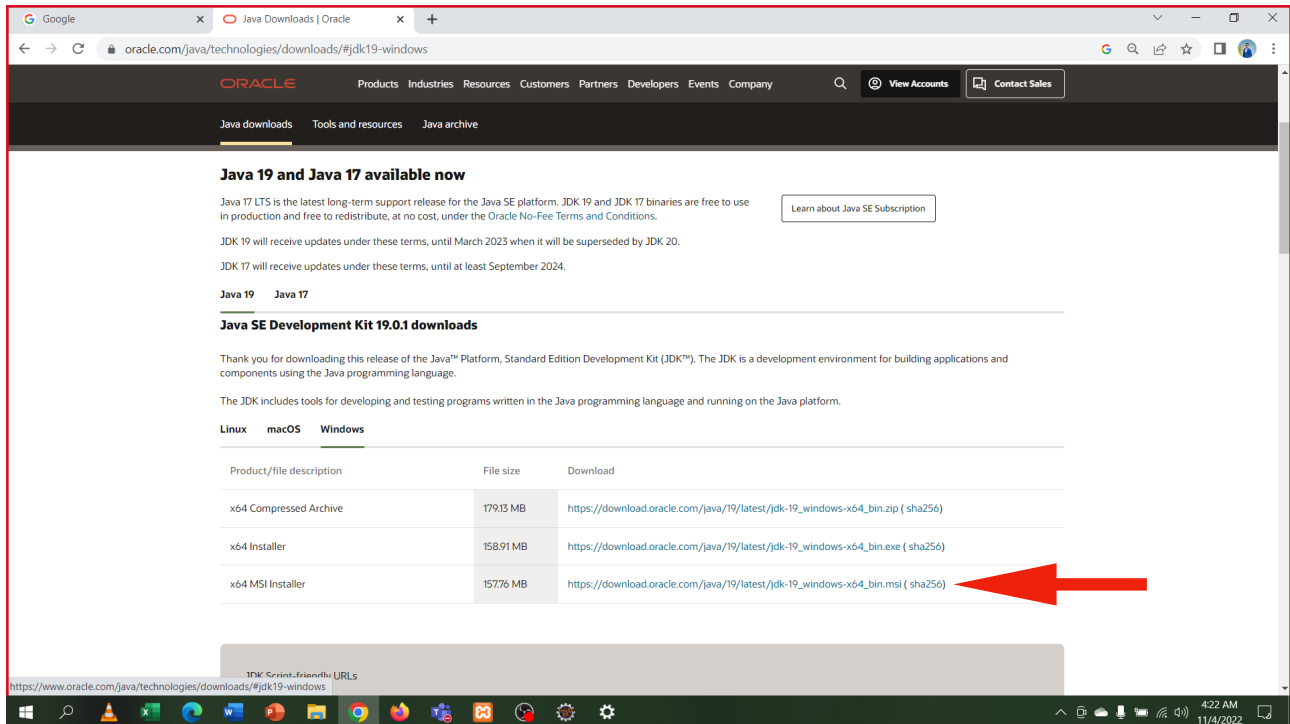 Google
Java Downloads | Oracle
oracle.com/java/technologies/downloads/#jdk19-windows
ORACLE
Products Industries Resources Customers Partners Developers Events Company
View Accounts
Contact Sales
Java downloads Tools and resources Java archive
Java 19 and Java 17 available now
Java 17 LTS is the latest long-term support release for the Java SE platform. JDK 19 and JDK 17 binaries are free to use
in production and free to redistribute, at no cost, under the Oracle No-Fee Terms and Conditions.
Learn about Java SE Subscription
JDK 19 will receive updates under these terms, until March 2023 when it will be superseded by JDK 20.
JDK 17 will receive updates under these terms, until at least September 2024.
Java 19 Java 17
Java SE Development Kit 19.0.1 downloads
Thank you for downloading this release of the Java™ Platform, Standard Edition Development Kit (JDK™). The JDK is a development environment for building applications and
components using the Java programming language.
The JDK includes tools for developing and testing programs written in the Java programming language and running on the Java platform.
Linux macOS Windows
Product/file description File size Download
x64 Compressed Archive 179.13 MB https://download.oracle.com/java/19/latest/jdk-19_windows-x64_bin.zip ( sha256)
x64 Installer 158.91 MB https://download.oracle.com/java/19/latest/jdk-19_windows-x64_bin.exe ( sha256)
x64 MSI Installer 157.76 MB https://download.oracle.com/java/19/latest/jdk-19_windows-x64_bin.msi ( sha256)
JDK Script-friendly URLs
https://www.oracle.com/java/technologies/downloads/#jdk19-windows
4:22 AM
11/4/2022